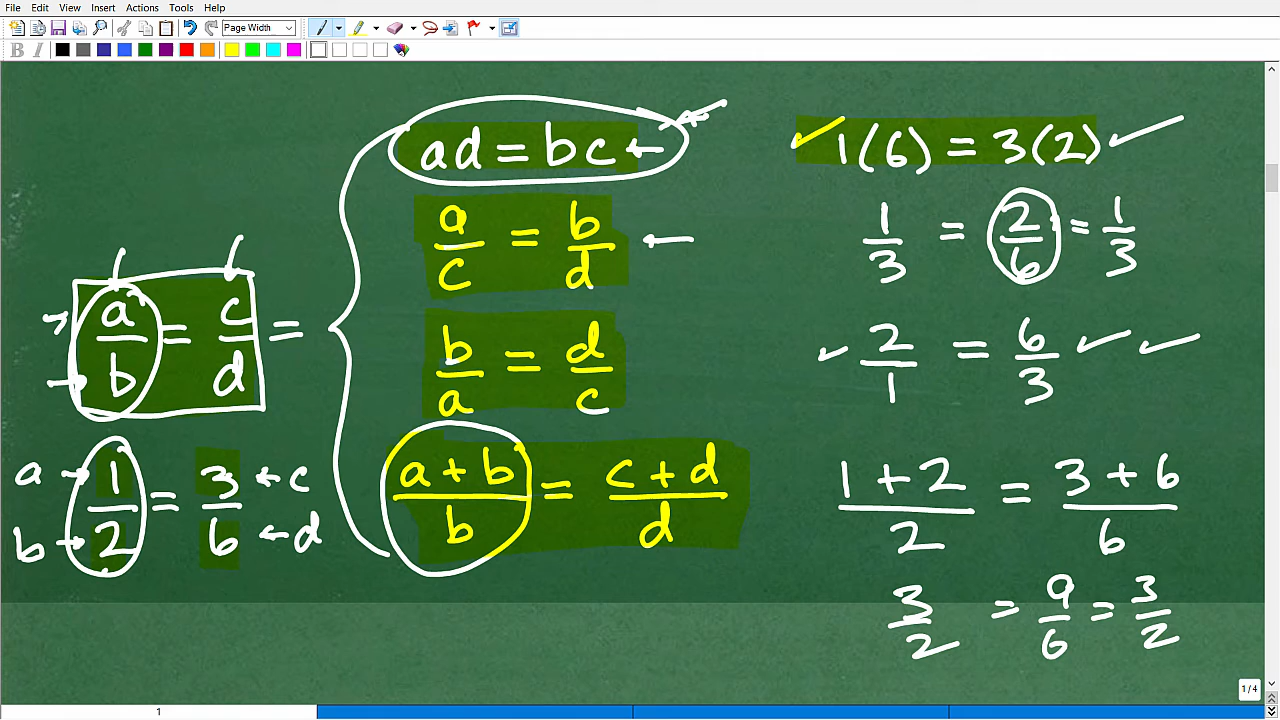 File Edit View Insert Actions Tools Help
Page Width
B I
ad = bc ←
1(6) = 3(2)
a/c = b/d ←
1/3 = 2/6 = 1/3
a/b = c/d =
b/a = d/c
2/1 = 6/3
a → 1/2 = 3/6 ← c
b → ← d
(a + b)/b = (c + d)/d
(1 + 2)/2 = (3 + 6)/6
3/2 = 9/6 = 3/2
1/4
1